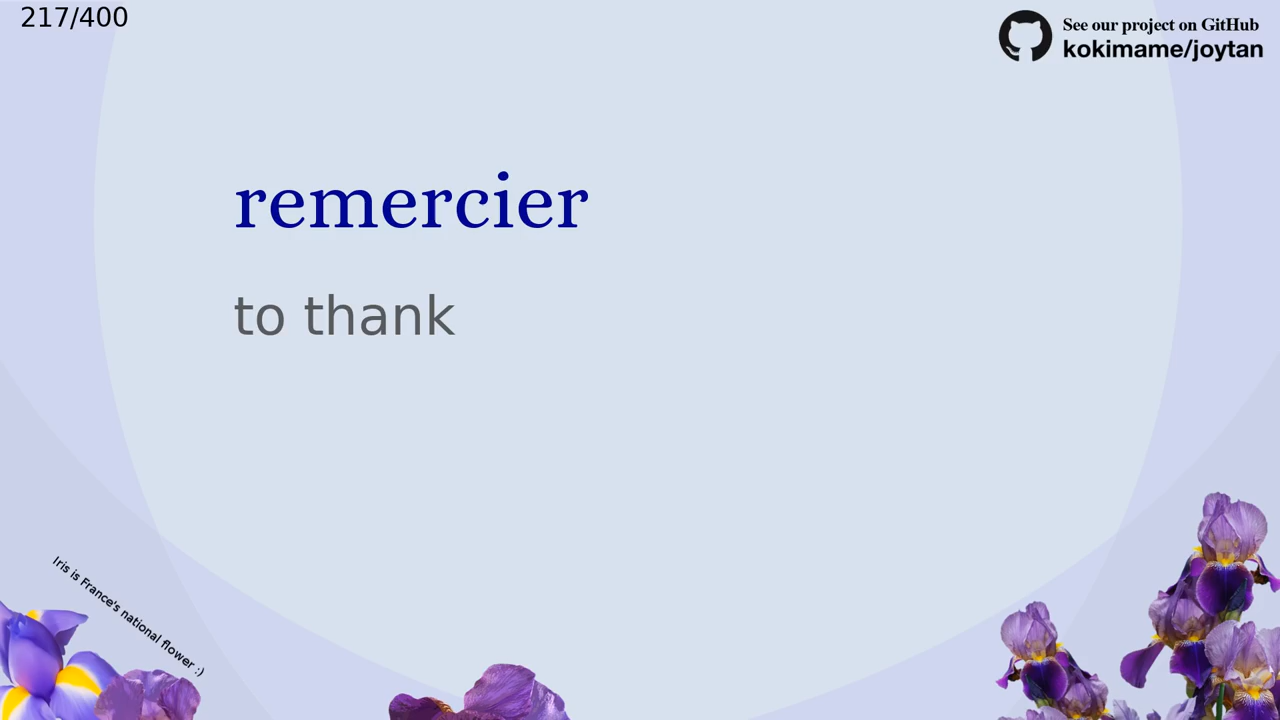 217/400
See our project on GitHub
kokimame/joytan
remercier
to thank
Iris is France's national flower :)